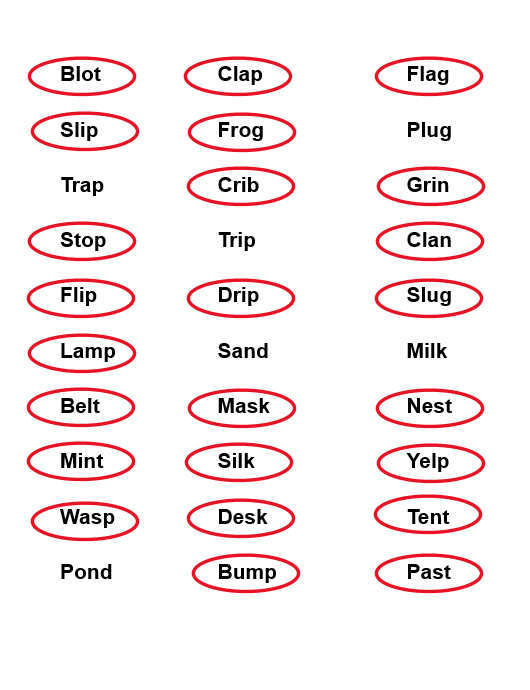 Blot Clap Flag
Slip Frog Plug
Trap Crib Grin
Stop Trip Clan
Flip Drip Slug
Lamp Sand Milk
Belt Mask Nest
Mint Silk Yelp
Wasp Desk Tent
Pond Bump Past